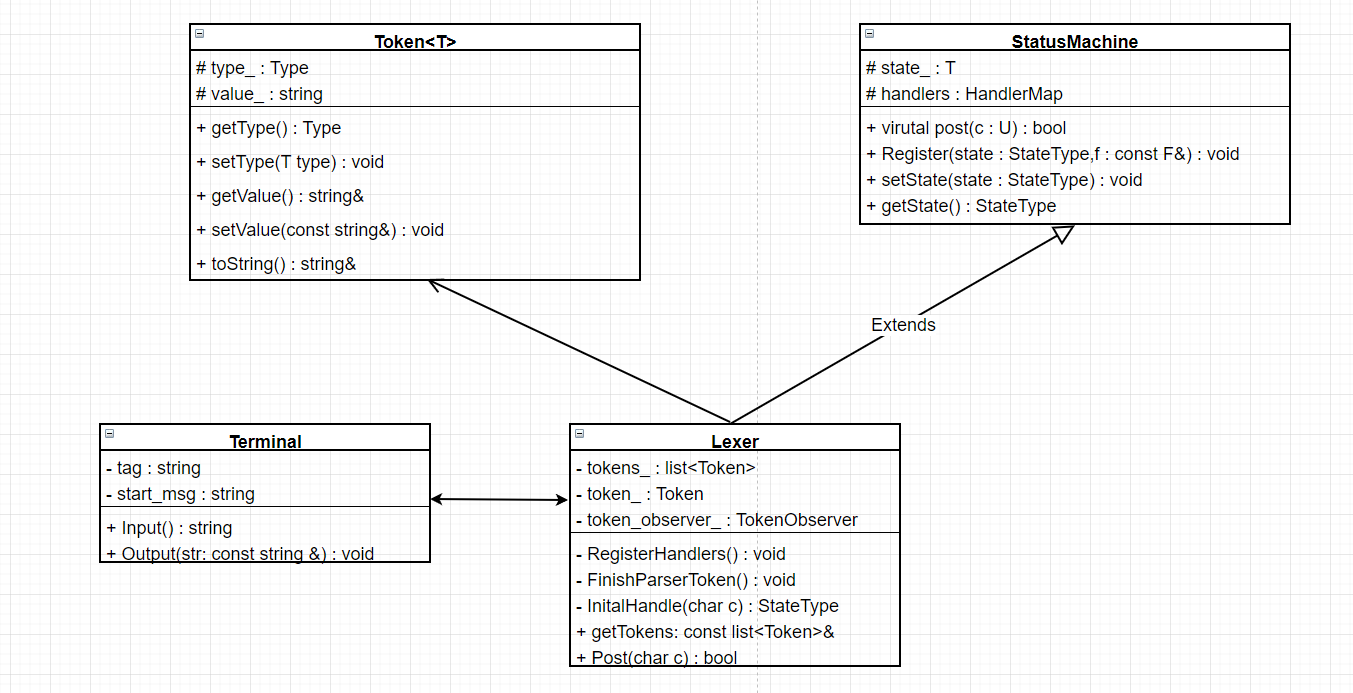 Token<T>
# type_ : Type
# value_ : string
+ getType() : Type
+ setType(T type) : void
+ getValue() : string&
+ setValue(const string&) : void
+ toString() : string&
StatusMachine
# state_ : T
# handlers : HandlerMap
+ virutal post(c : U) : bool
+ Register(state : StateType,f : const F&) : void
+ setState(state : StateType) : void
+ getState() : StateType
Extends
Terminal
- tag : string
- start_msg : string
+ Input() : string
+ Output(str: const string &) : void
Lexer
- tokens_ : list<Token>
- token_ : Token
- token_observer_ : TokenObserver
- RegisterHandlers() : void
- FinishParserToken() : void
- InitalHandle(char c) : StateType
+ getTokens: const list<Token>&
+ Post(char c) : bool